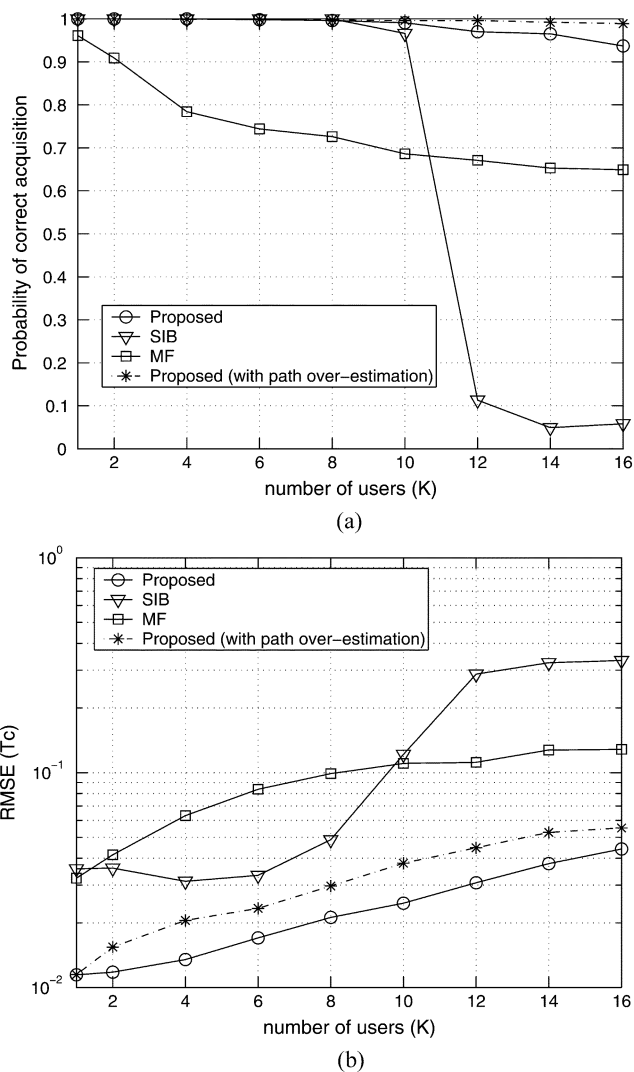 1
0.9
0.8
0.7
0.6
0.5
0.4
0.3
0.2
0.1
0
Probability of correct acquisition
Proposed
SIB
MF
Proposed (with path over-estimation)
2 4 6 8 10 12 14 16
number of users (K)
(a)
10^0
10^-1
10^-2
RMSE (Tc)
Proposed
SIB
MF
Proposed (with path over-estimation)
2 4 6 8 10 12 14 16
number of users (K)
(b)